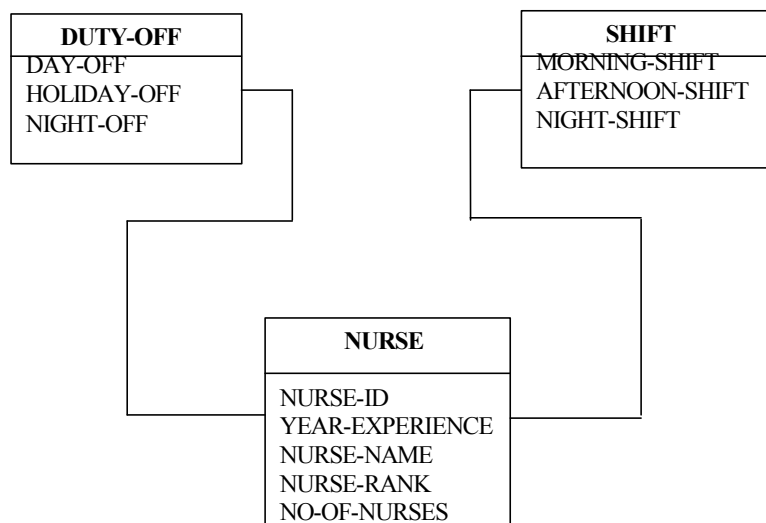 DUTY-OFF
DAY-OFF
HOLIDAY-OFF
NIGHT-OFF
SHIFT
MORNING-SHIFT
AFTERNOON-SHIFT
NIGHT-SHIFT
NURSE
NURSE-ID
YEAR-EXPERIENCE
NURSE-NAME
NURSE-RANK
NO-OF-NURSES